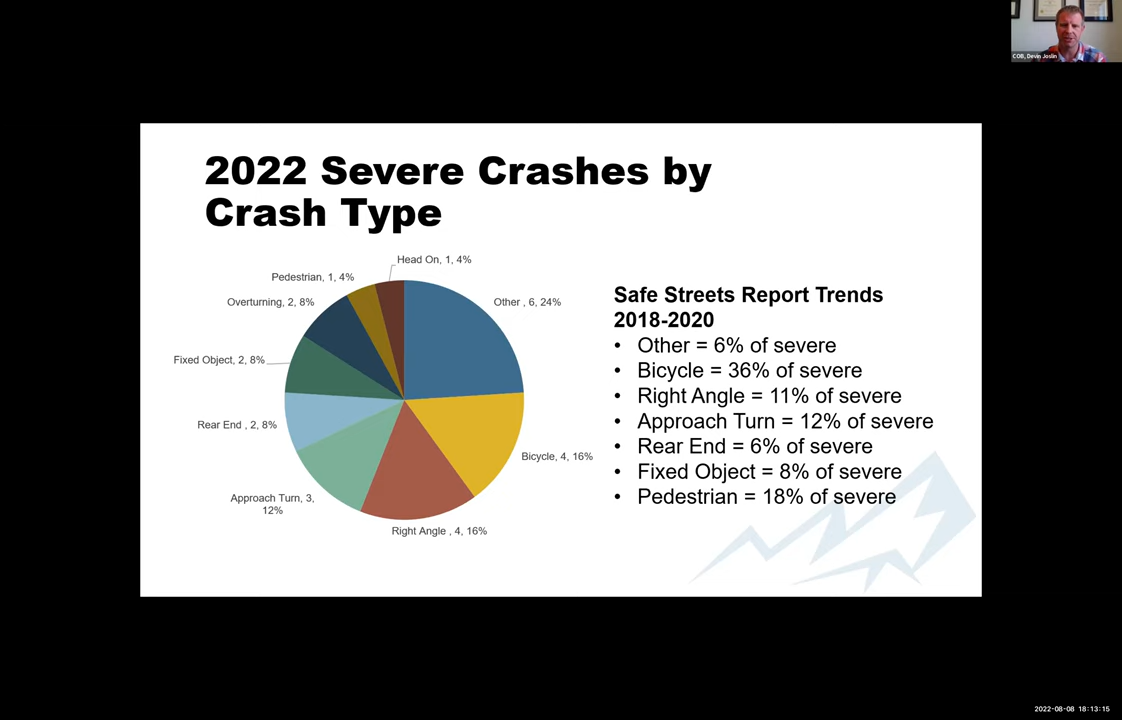 COB, Devin Joslin
2022 Severe Crashes by
Crash Type
Head On, 1, 4%
Pedestrian, 1, 4%
Overturning, 2, 8%
Other , 6, 24%
Fixed Object, 2, 8%
Rear End , 2, 8%
Bicycle, 4, 16%
Approach Turn, 3,
12%
Right Angle , 4, 16%
Safe Streets Report Trends
2018-2020
• Other = 6% of severe
• Bicycle = 36% of severe
• Right Angle = 11% of severe
• Approach Turn = 12% of severe
• Rear End = 6% of severe
• Fixed Object = 8% of severe
• Pedestrian = 18% of severe
2022-08-08 18:13:15